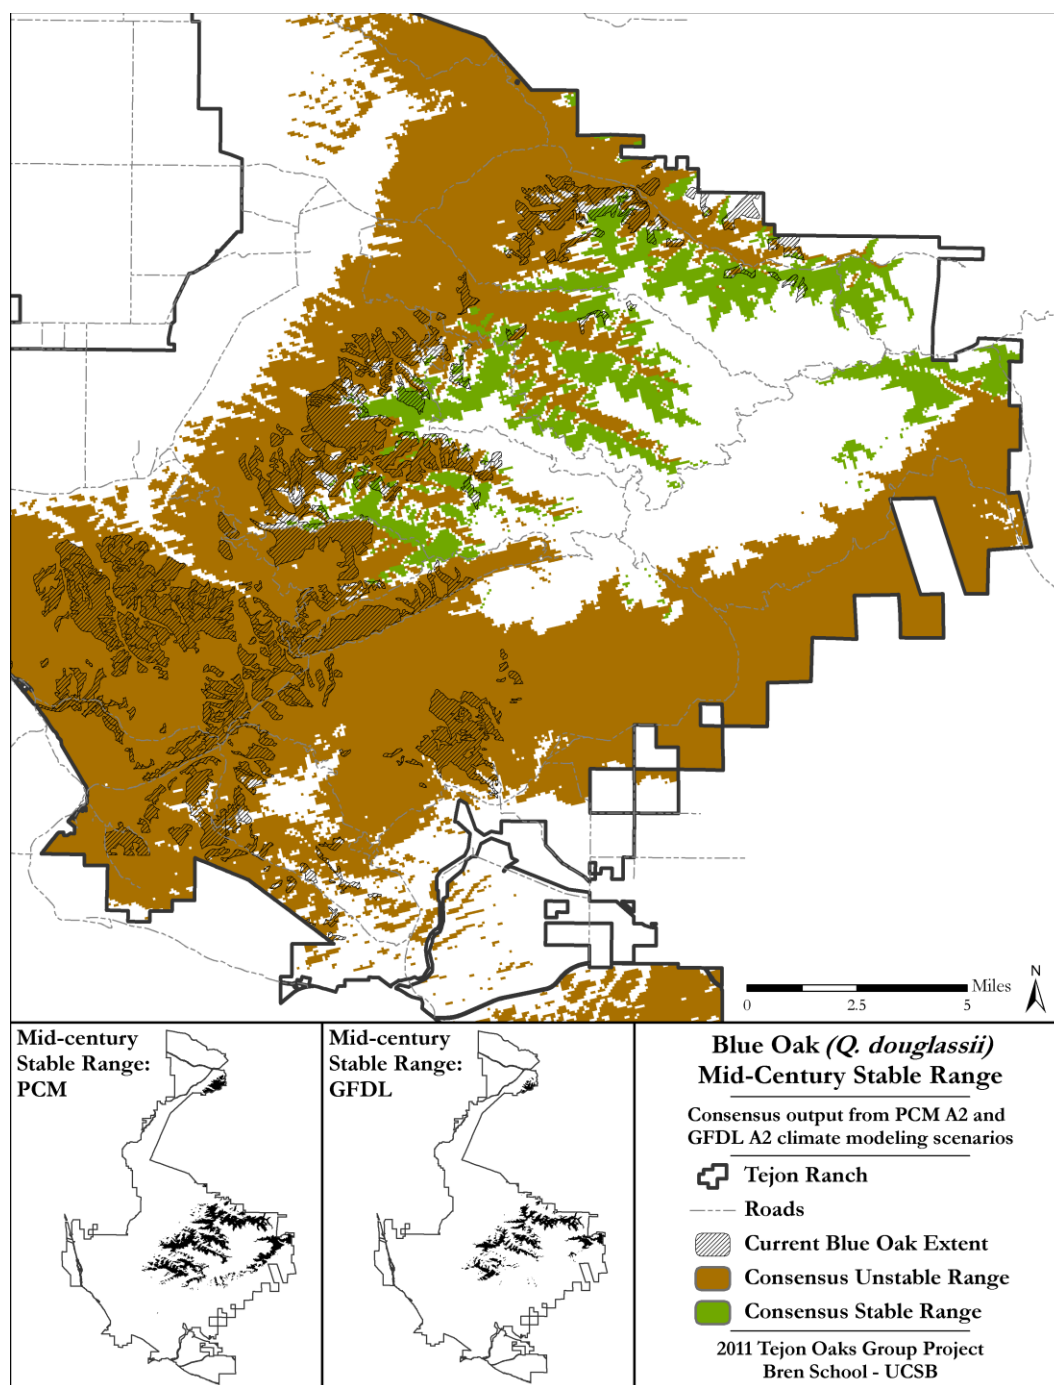 N
Miles
0
2.5
5
Mid-century
Stable Range:
PCM
Mid-century
Stable Range:
GFDL
Blue Oak (Q. douglassii)
Mid-Century Stable Range
Consensus output from PCM A2 and
GFDL A2 climate modeling scenarios
Tejon Ranch
Roads
Current Blue Oak Extent
Consensus Unstable Range
Consensus Stable Range
2011 Tejon Oaks Group Project
Bren School - UCSB